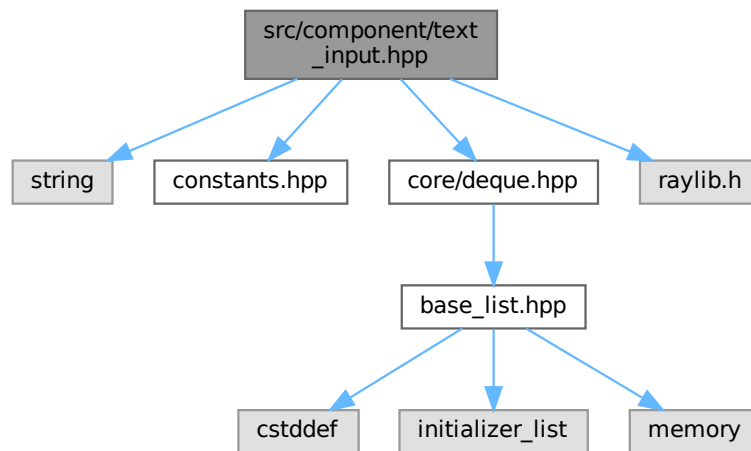 src/component/text
_input.hpp
string
constants.hpp
core/deque.hpp
raylib.h
base_list.hpp
cstddef
initializer_list
memory